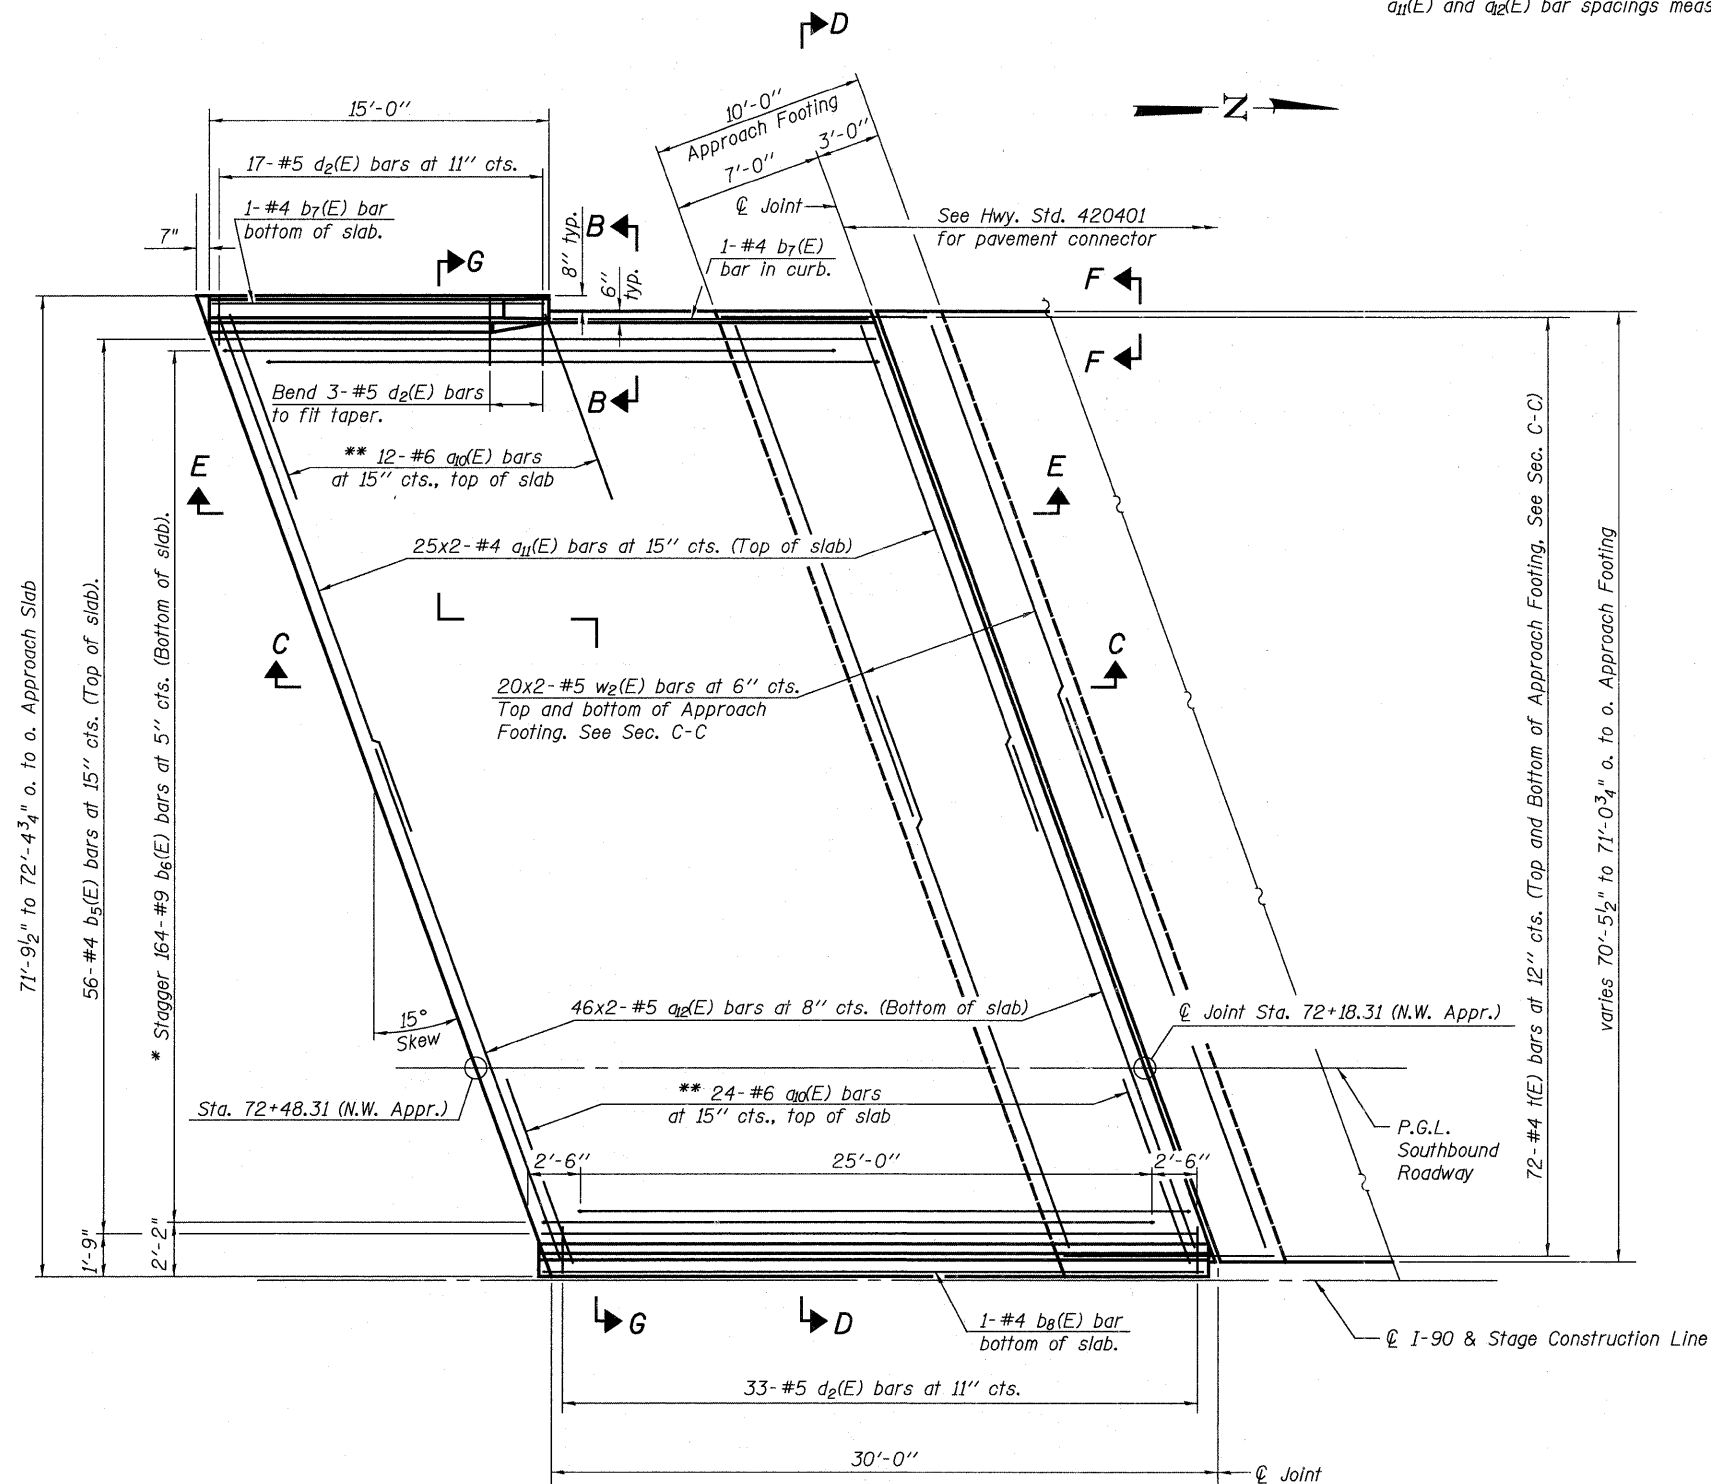 a11(E) and a12(E) bar spacings meas
D
15'-0"
17-#5 d2(E) bars at 11" cts.
1-#4 b7(E) bar
bottom of slab.
7"
G
10'-0"
Approach Footing
3'-0"
7'-0"
℄ Joint
N
8" typ.
B
6"
typ.
1-#4 b7(E)
bar in curb.
See Hwy. Std. 420401
for pavement connector
F
F
Bend 3-#5 d2(E) bars
to fit taper.
B
** 12-#6 a10(E) bars
at 15" cts., top of slab
E
E
25x2-#4 a11(E) bars at 15" cts. (Top of slab)
C
C
20x2-#5 w2(E) bars at 6" cts.
Top and bottom of Approach
Footing. See Sec. C-C
71'-9½" to 72'-4¾" o. to o. Approach Slab
56-#4 b5(E) bars at 15" cts. (Top of slab).
* Stagger 164-#9 b6(E) bars at 5" cts. (Bottom of slab).
72-#4 t(E) bars at 12" cts. (Top and Bottom of Approach Footing, See Sec. C-C)
varies 70'-5½" to 71'-0¾" o. to o. Approach Footing
15°
Skew
46x2-#5 a12(E) bars at 8" cts. (Bottom of slab)
℄ Joint Sta. 72+18.31 (N.W. Appr.)
Sta. 72+48.31 (N.W. Appr.)
** 24-#6 a10(E) bars
at 15" cts., top of slab
P.G.L.
Southbound
Roadway
2'-6"
25'-0"
2'-6"
1'-9"
2'-2"
G
D
1-#4 b8(E) bar
bottom of slab.
℄ I-90 & Stage Construction Line
33-#5 d2(E) bars at 11" cts.
30'-0"
℄ Joint